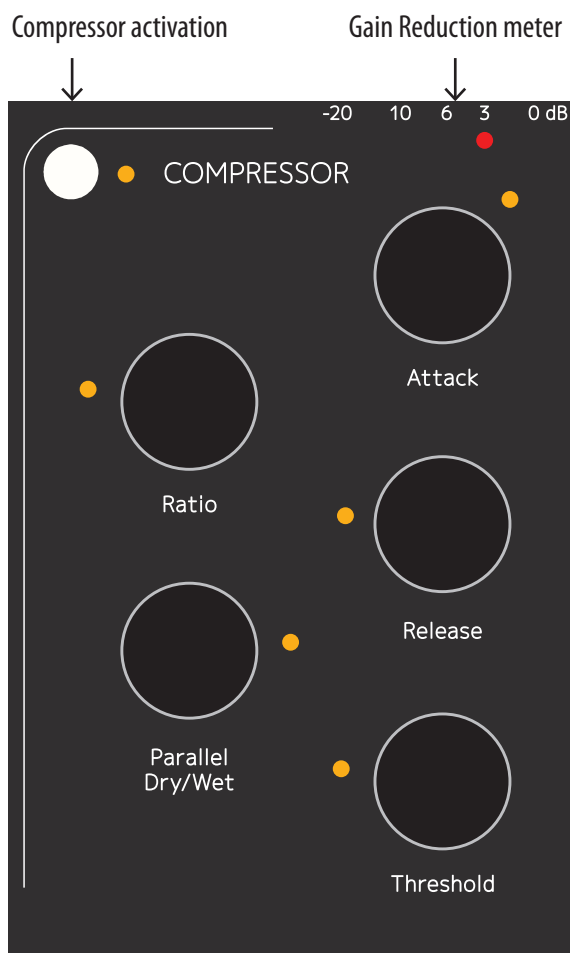 Compressor activation
Gain Reduction meter
-20 10 6 3 0 dB
COMPRESSOR
Attack
Ratio
Release
Parallel
Dry/Wet
Threshold